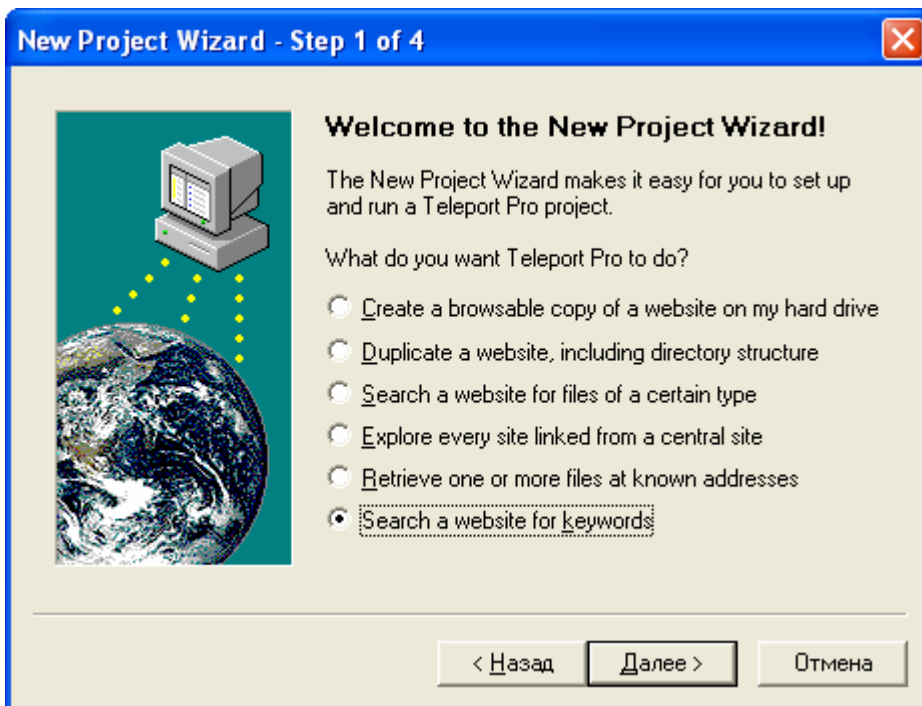 New Project Wizard - Step 1 of 4
Welcome to the New Project Wizard!
The New Project Wizard makes it easy for you to set up
and run a Teleport Pro project.
What do you want Teleport Pro to do?
Create a browsable copy of a website on my hard drive
Duplicate a website, including directory structure
Search a website for files of a certain type
Explore every site linked from a central site
Retrieve one or more files at known addresses
Search a website for keywords
< Назад Далее > Отмена